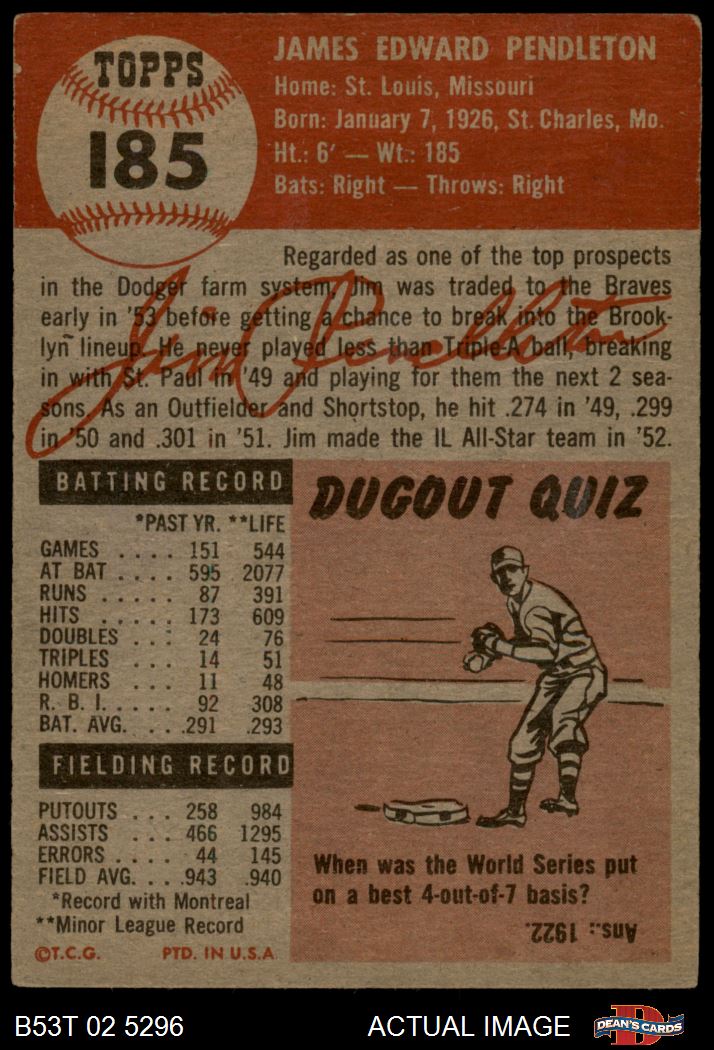 TOPPS
185
JAMES EDWARD PENDLETON
Home: St. Louis, Missouri
Born: January 7, 1926, St. Charles, Mo.
Ht.: 6' — Wt.: 185
Bats: Right — Throws: Right
Regarded as one of the top prospects
in the Dodger farm system, Jim was traded to the Braves
early in '53 before getting a chance to break into the Brook-
lyn lineup. He never played less than Triple-A ball, breaking
in with St. Paul in '49 and playing for them the next 2 sea-
sons. As an Outfielder and Shortstop, he hit .274 in '49, .299
in '50 and .301 in '51. Jim made the IL All-Star team in '52.
Jim Pendleton
BATTING RECORD
*PAST YR. **LIFE
GAMES .... 151 544
AT BAT .... 595 2077
RUNS ..... 87 391
HITS ..... 173 609
DOUBLES ... 24 76
TRIPLES ... 14 51
HOMERS ... 11 48
R. B. I. .... 92 308
BAT. AVG. ... .291 .293
FIELDING RECORD
PUTOUTS ... 258 984
ASSISTS ... 466 1295
ERRORS .... 44 145
FIELD AVG. ... .943 .940
*Record with Montreal
**Minor League Record
©T.C.G. PTD. IN U.S.A.
DUGOUT QUIZ
When was the World Series put
on a best 4-out-of-7 basis?
Ans.: 1922.
B53T 02 5296
ACTUAL IMAGE
D
DEAN'S CARDS